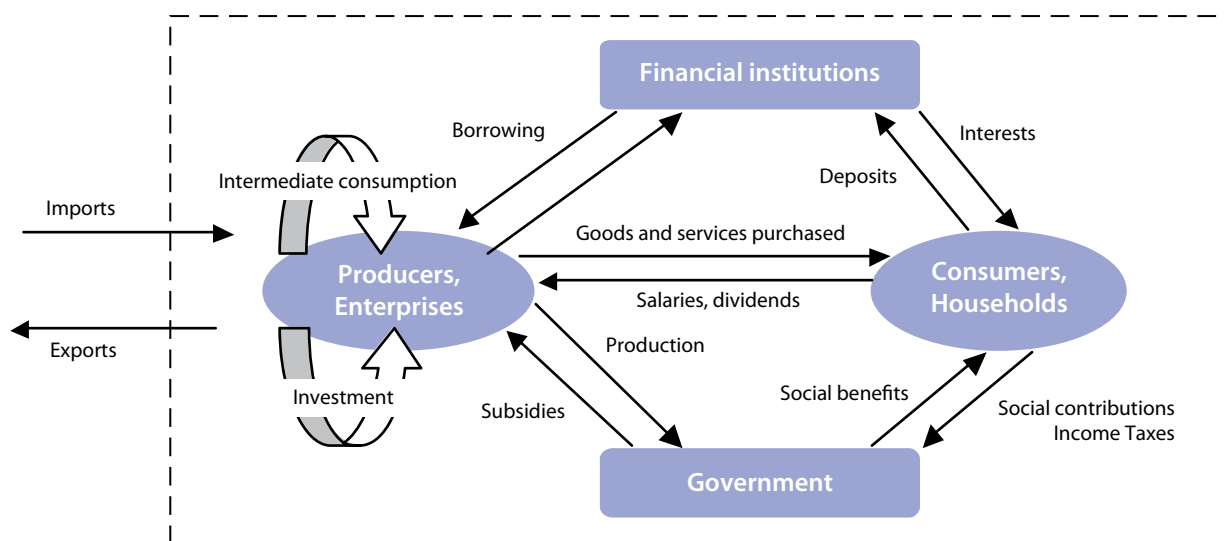 Financial institutions
Borrowing
Interests
Deposits
Intermediate consumption
Imports
Goods and services purchased
Producers,
Enterprises
Consumers,
Households
Salaries, dividends
Exports
Production
Investment
Subsidies
Social benefits
Social contributions
Income Taxes
Government